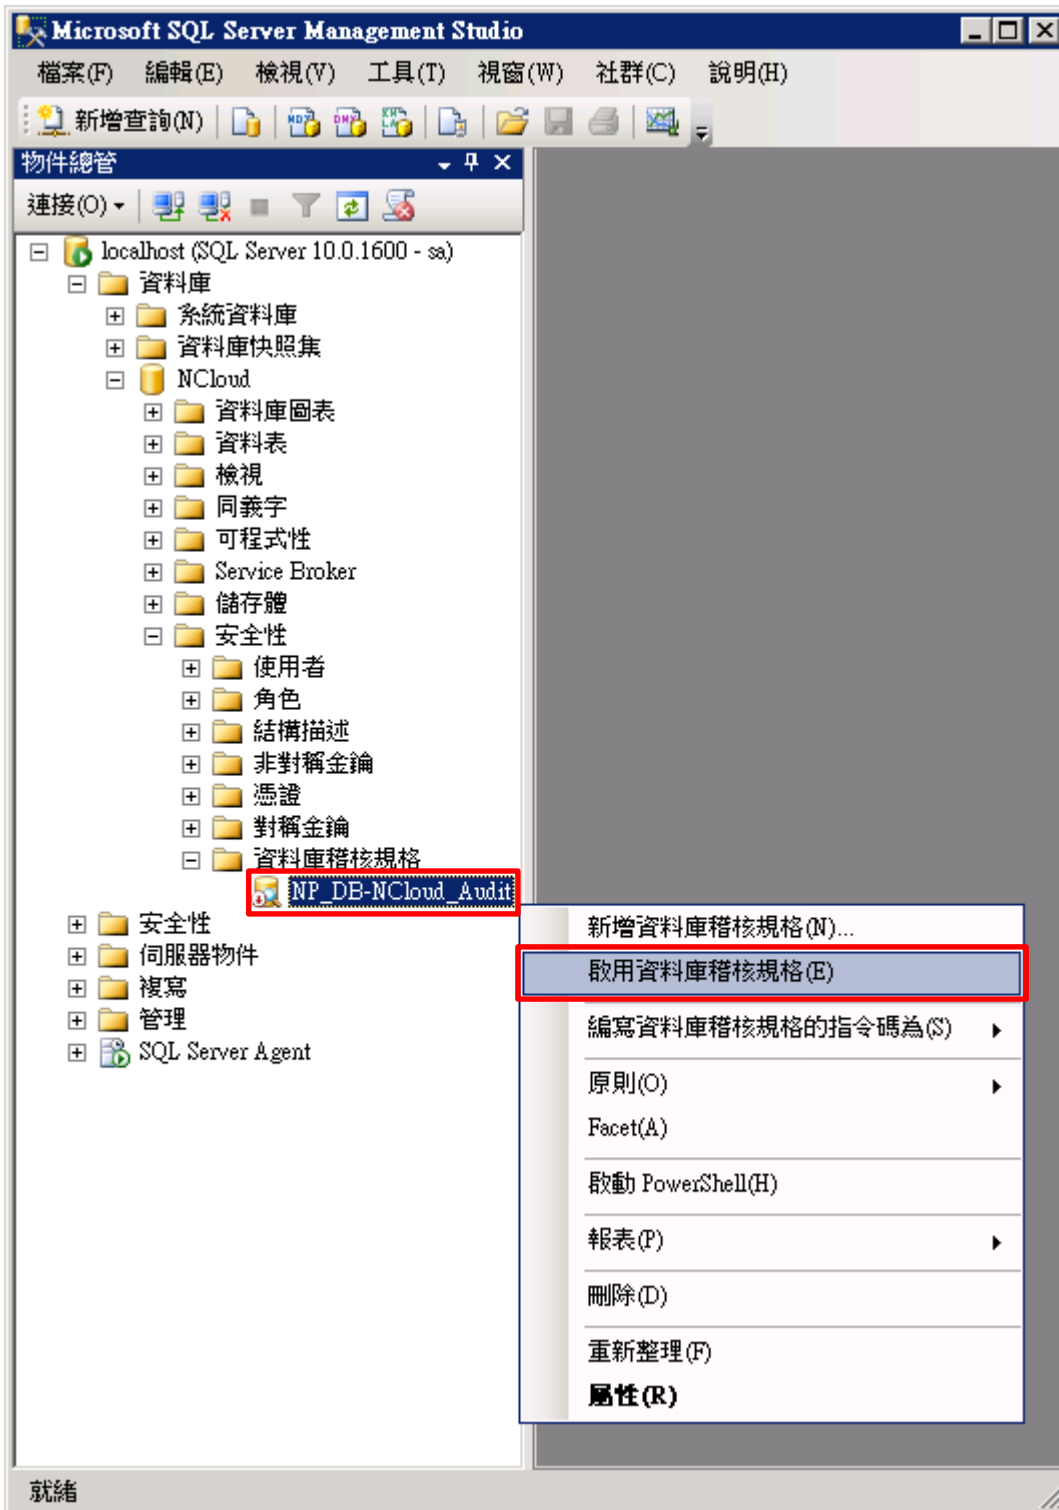 Microsoft SQL Server Management Studio
檔案(F) 編輯(E) 檢視(V) 工具(T) 視窗(W) 社群(C) 說明(H)
新增查詢(N)
物件總管
連接(O)
localhost (SQL Server 10.0.1600 - sa)
資料庫
系統資料庫
資料庫快照集
NCloud
資料庫圖表
資料表
檢視
同義字
可程式性
Service Broker
儲存體
安全性
使用者
角色
結構描述
非對稱金鑰
憑證
對稱金鑰
資料庫稽核規格
NP_DB-NCloud_Audit
安全性
伺服器物件
複寫
管理
SQL Server Agent
新增資料庫稽核規格(N)...
啟用資料庫稽核規格(E)
編寫資料庫稽核規格的指令碼為(S)
原則(O)
Facet(A)
啟動 PowerShell(H)
報表(P)
刪除(D)
重新整理(F)
屬性(R)
就緒